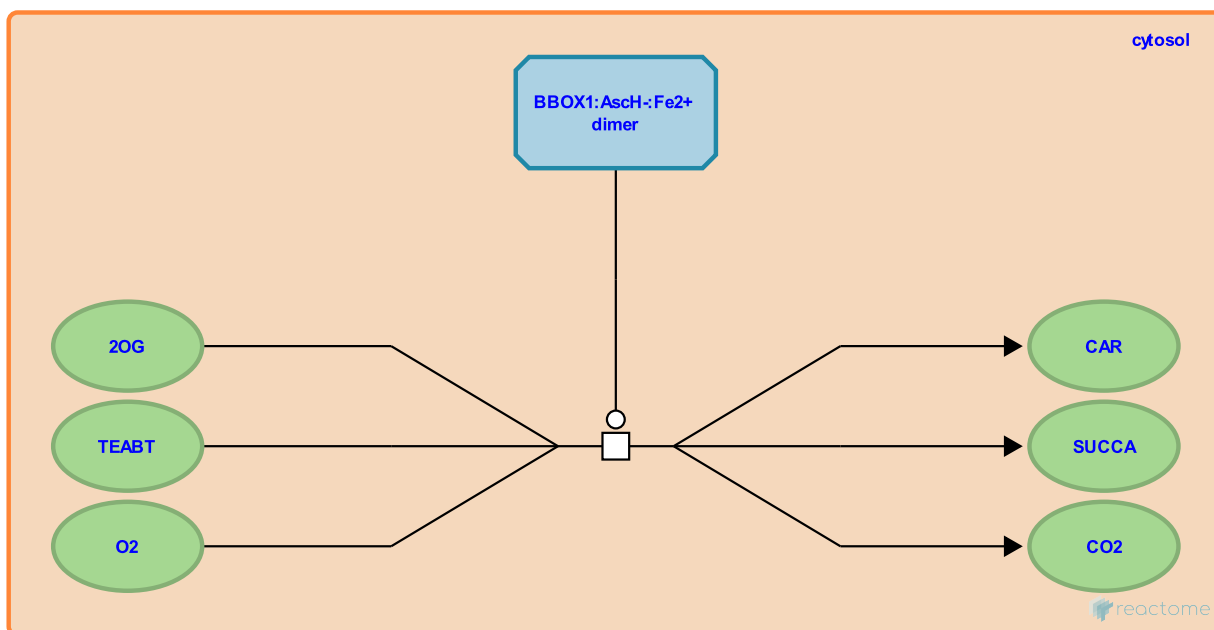 cytosol
BBOX1:AscH-:Fe2+
dimer
2OG
CAR
TEABT
SUCCA
O2
CO2
reactome